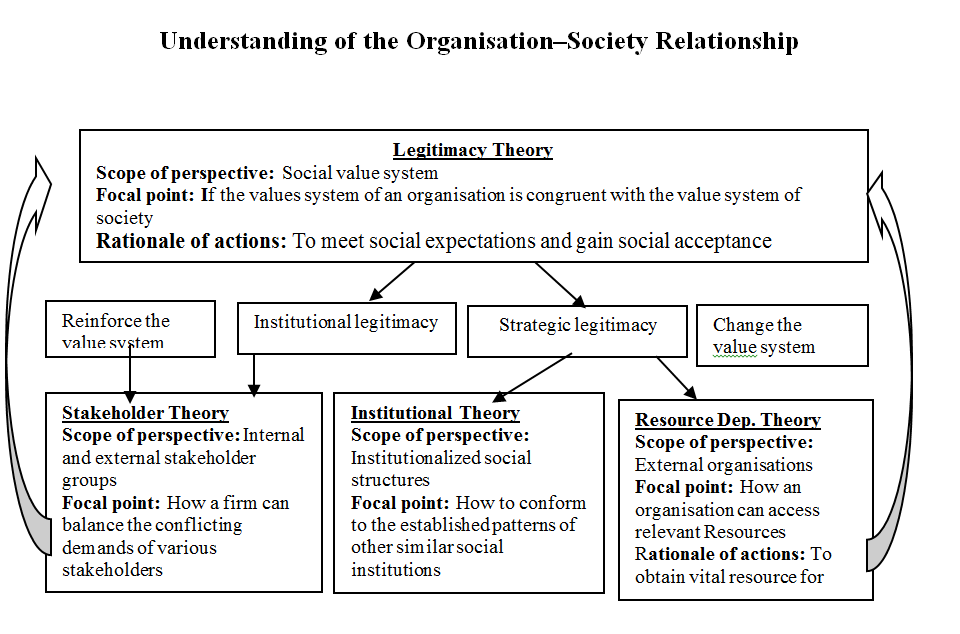 Understanding of the Organisation–Society Relationship
Legitimacy Theory
Scope of perspective: Social value system
Focal point: If the values system of an organisation is congruent with the value system of
society
Rationale of actions: To meet social expectations and gain social acceptance
Reinforce the
value system
Institutional legitimacy
Strategic legitimacy
Change the
value system
Stakeholder Theory
Scope of perspective: Internal
and external stakeholder
groups
Focal point: How a firm can
balance the conflicting
demands of various
stakeholders
Institutional Theory
Scope of perspective:
Institutionalized social
structures
Focal point: How to conform
to the established patterns of
other similar social
institutions
Resource Dep. Theory
Scope of perspective:
External organisations
Focal point: How an
organisation can access
relevant Resources
Rationale of actions: To
obtain vital resource for